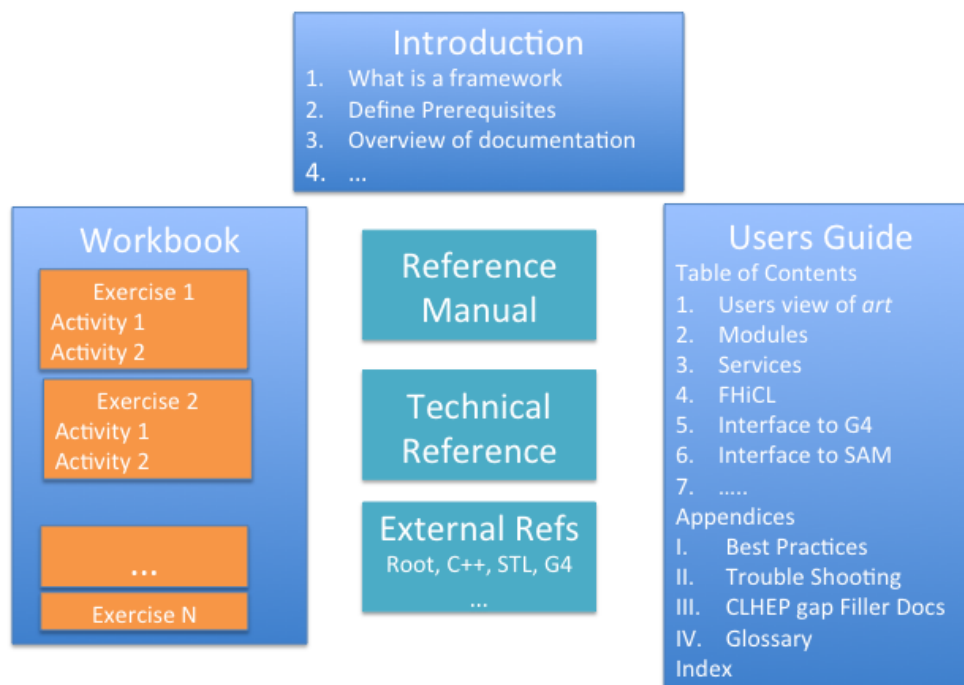 Introduction
1. What is a framework
2. Define Prerequisites
3. Overview of documentation
4. ...
Workbook
Exercise 1
Activity 1
Activity 2
Exercise 2
Activity 1
Activity 2
...
Exercise N
Reference
Manual
Technical
Reference
External Refs
Root, C++, STL, G4
...
Users Guide
Table of Contents
1. Users view of art
2. Modules
3. Services
4. FHiCL
5. Interface to G4
6. Interface to SAM
7. .....
Appendices
I. Best Practices
II. Trouble Shooting
III. CLHEP gap Filler Docs
IV. Glossary
Index